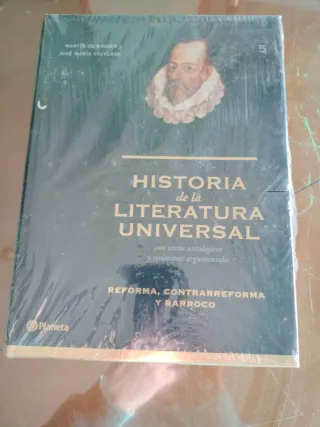 MARTÍN DE RIQUER Y
JOSÉ MARÍA VALVERDE
HISTORIA
de la
LITERATURA
UNIVERSAL
con textos antológicos
y resúmenes argumentales
REFORMA, CONTRARREFORMA
Y BARROCO
Planeta